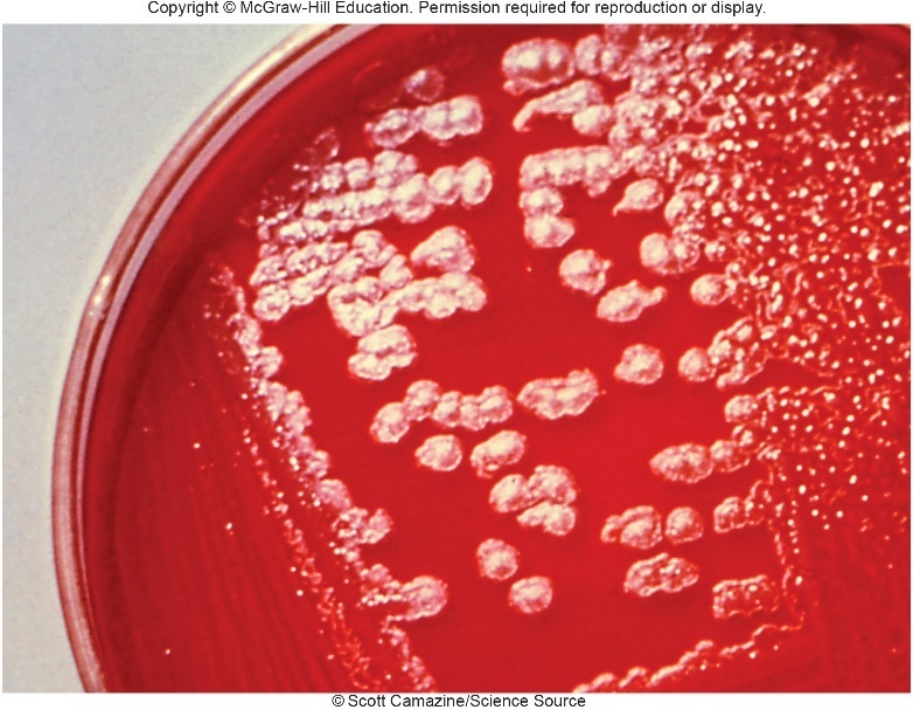 Copyright © McGraw-Hill Education. Permission required for reproduction or display.
© Scott Camazine/Science Source